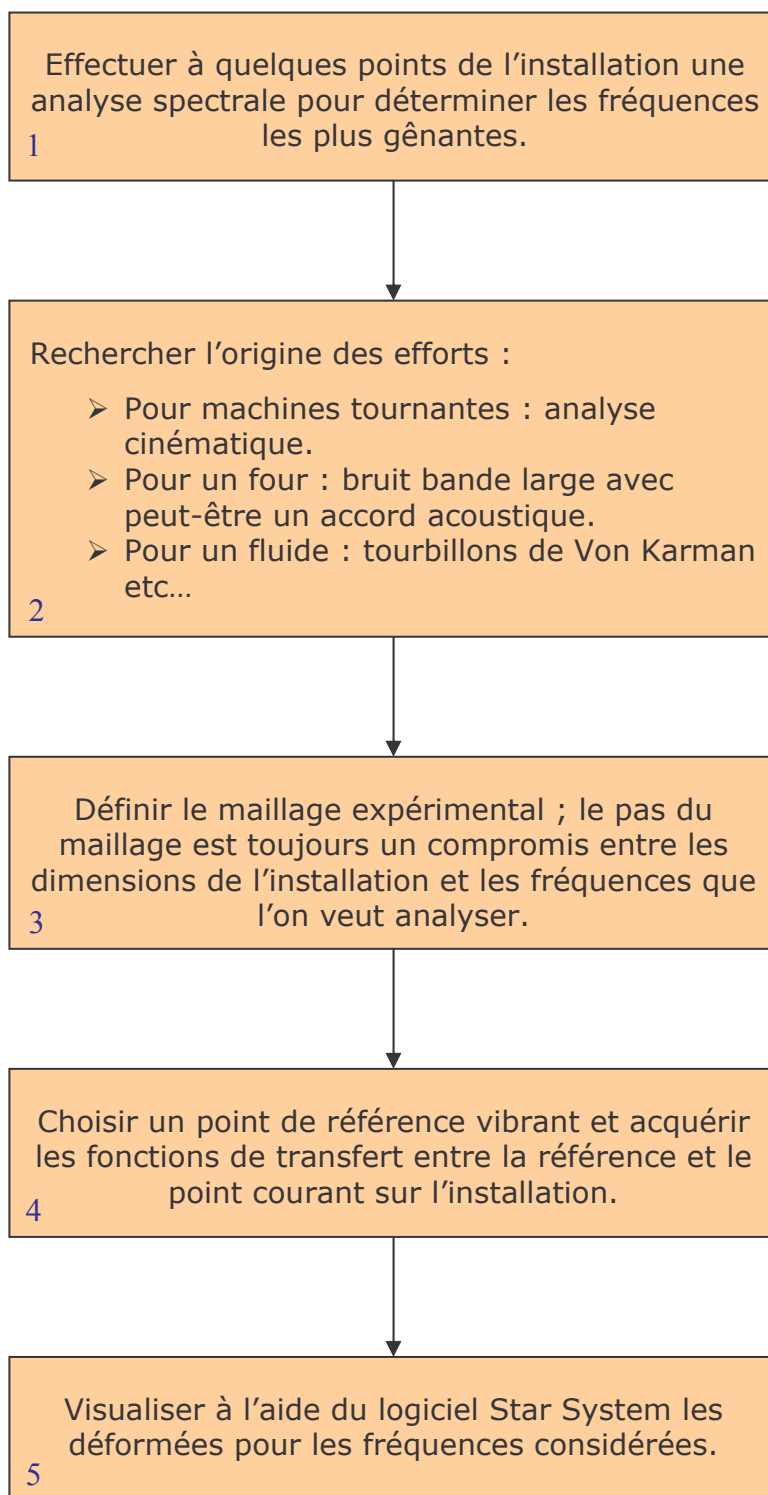 Effectuer à quelques points de l’installation une
analyse spectrale pour déterminer les fréquences
les plus gênantes.
1
Rechercher l’origine des efforts :
➢ Pour machines tournantes : analyse
cinématique.
➢ Pour un four : bruit bande large avec
peut-être un accord acoustique.
➢ Pour un fluide : tourbillons de Von Karman
etc…
2
Définir le maillage expérimental ; le pas du
maillage est toujours un compromis entre les
dimensions de l’installation et les fréquences que
l’on veut analyser.
3
Choisir un point de référence vibrant et acquérir
les fonctions de transfert entre la référence et le
point courant sur l’installation.
4
Visualiser à l’aide du logiciel Star System les
déformées pour les fréquences considérées.
5